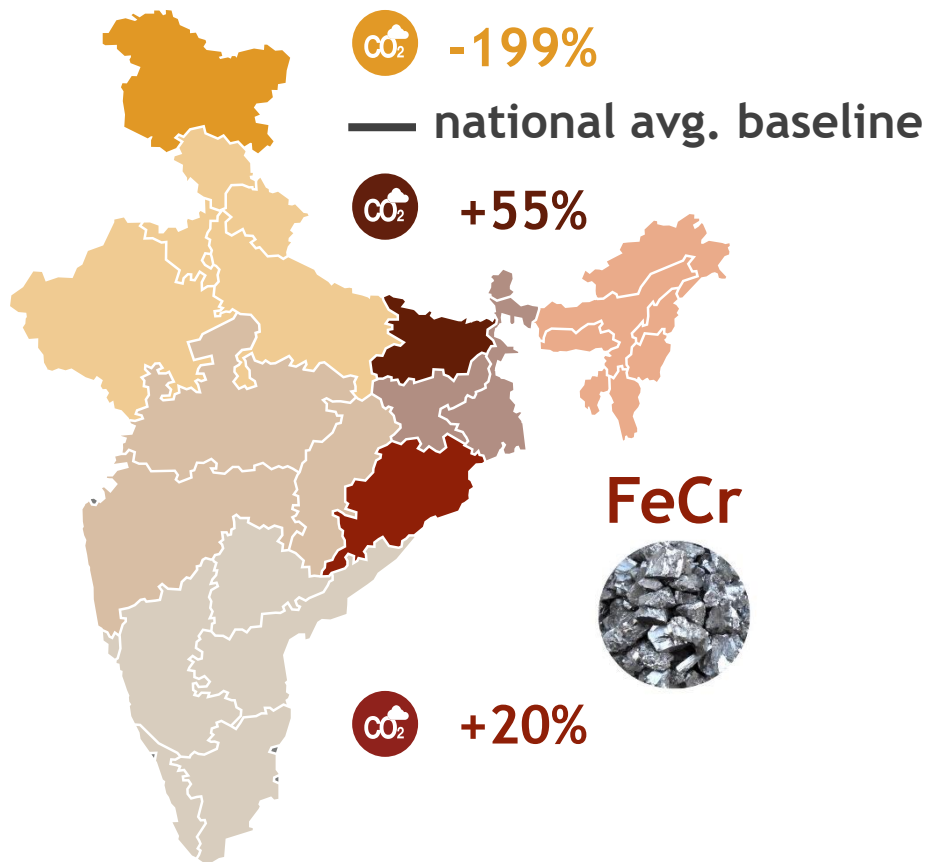 CO2
-199%
national avg. baseline
CO2
+55%
FeCr
CO2
+20%